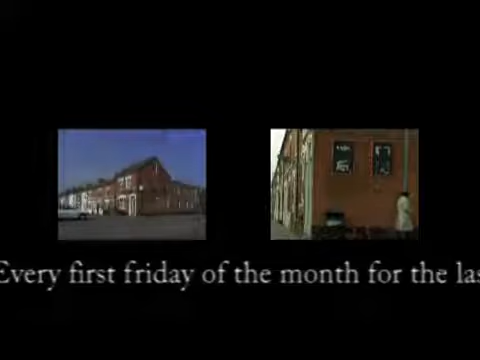 Every first friday of the month for the las